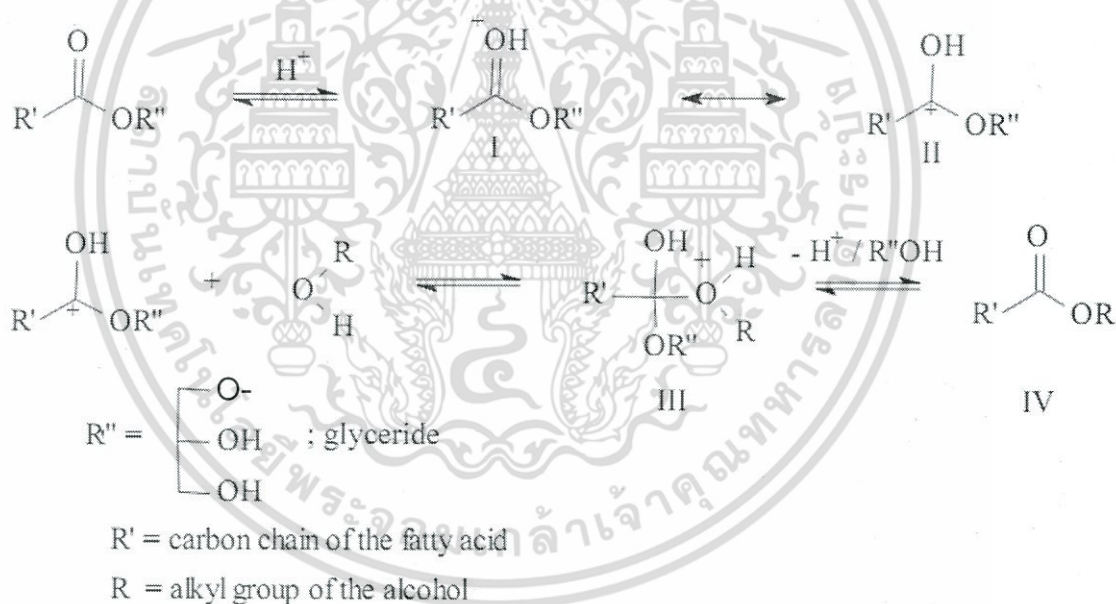 O H⁺ ⁺OH OH
R' OR" R' OR" R' + OR"
I II
OH R OH + H - H⁺ / R"OH O
R' + OR" + O H R' O R R' OR
OR"
III IV
O-
R" = OH ; glyceride
OH
R' = carbon chain of the fatty acid
R = alkyl group of the alcohol